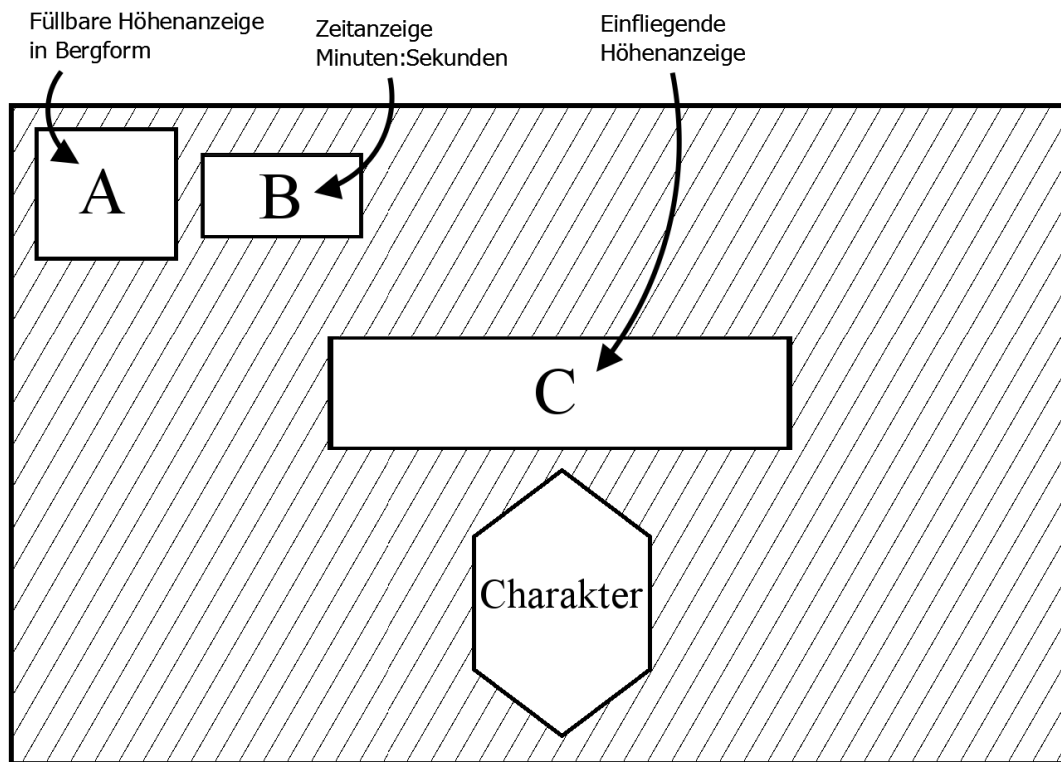 Füllbare Höhenanzeige
in Bergform
Zeitanzeige
Minuten:Sekunden
Einfliegende
Höhenanzeige
A
B
C
Charakter